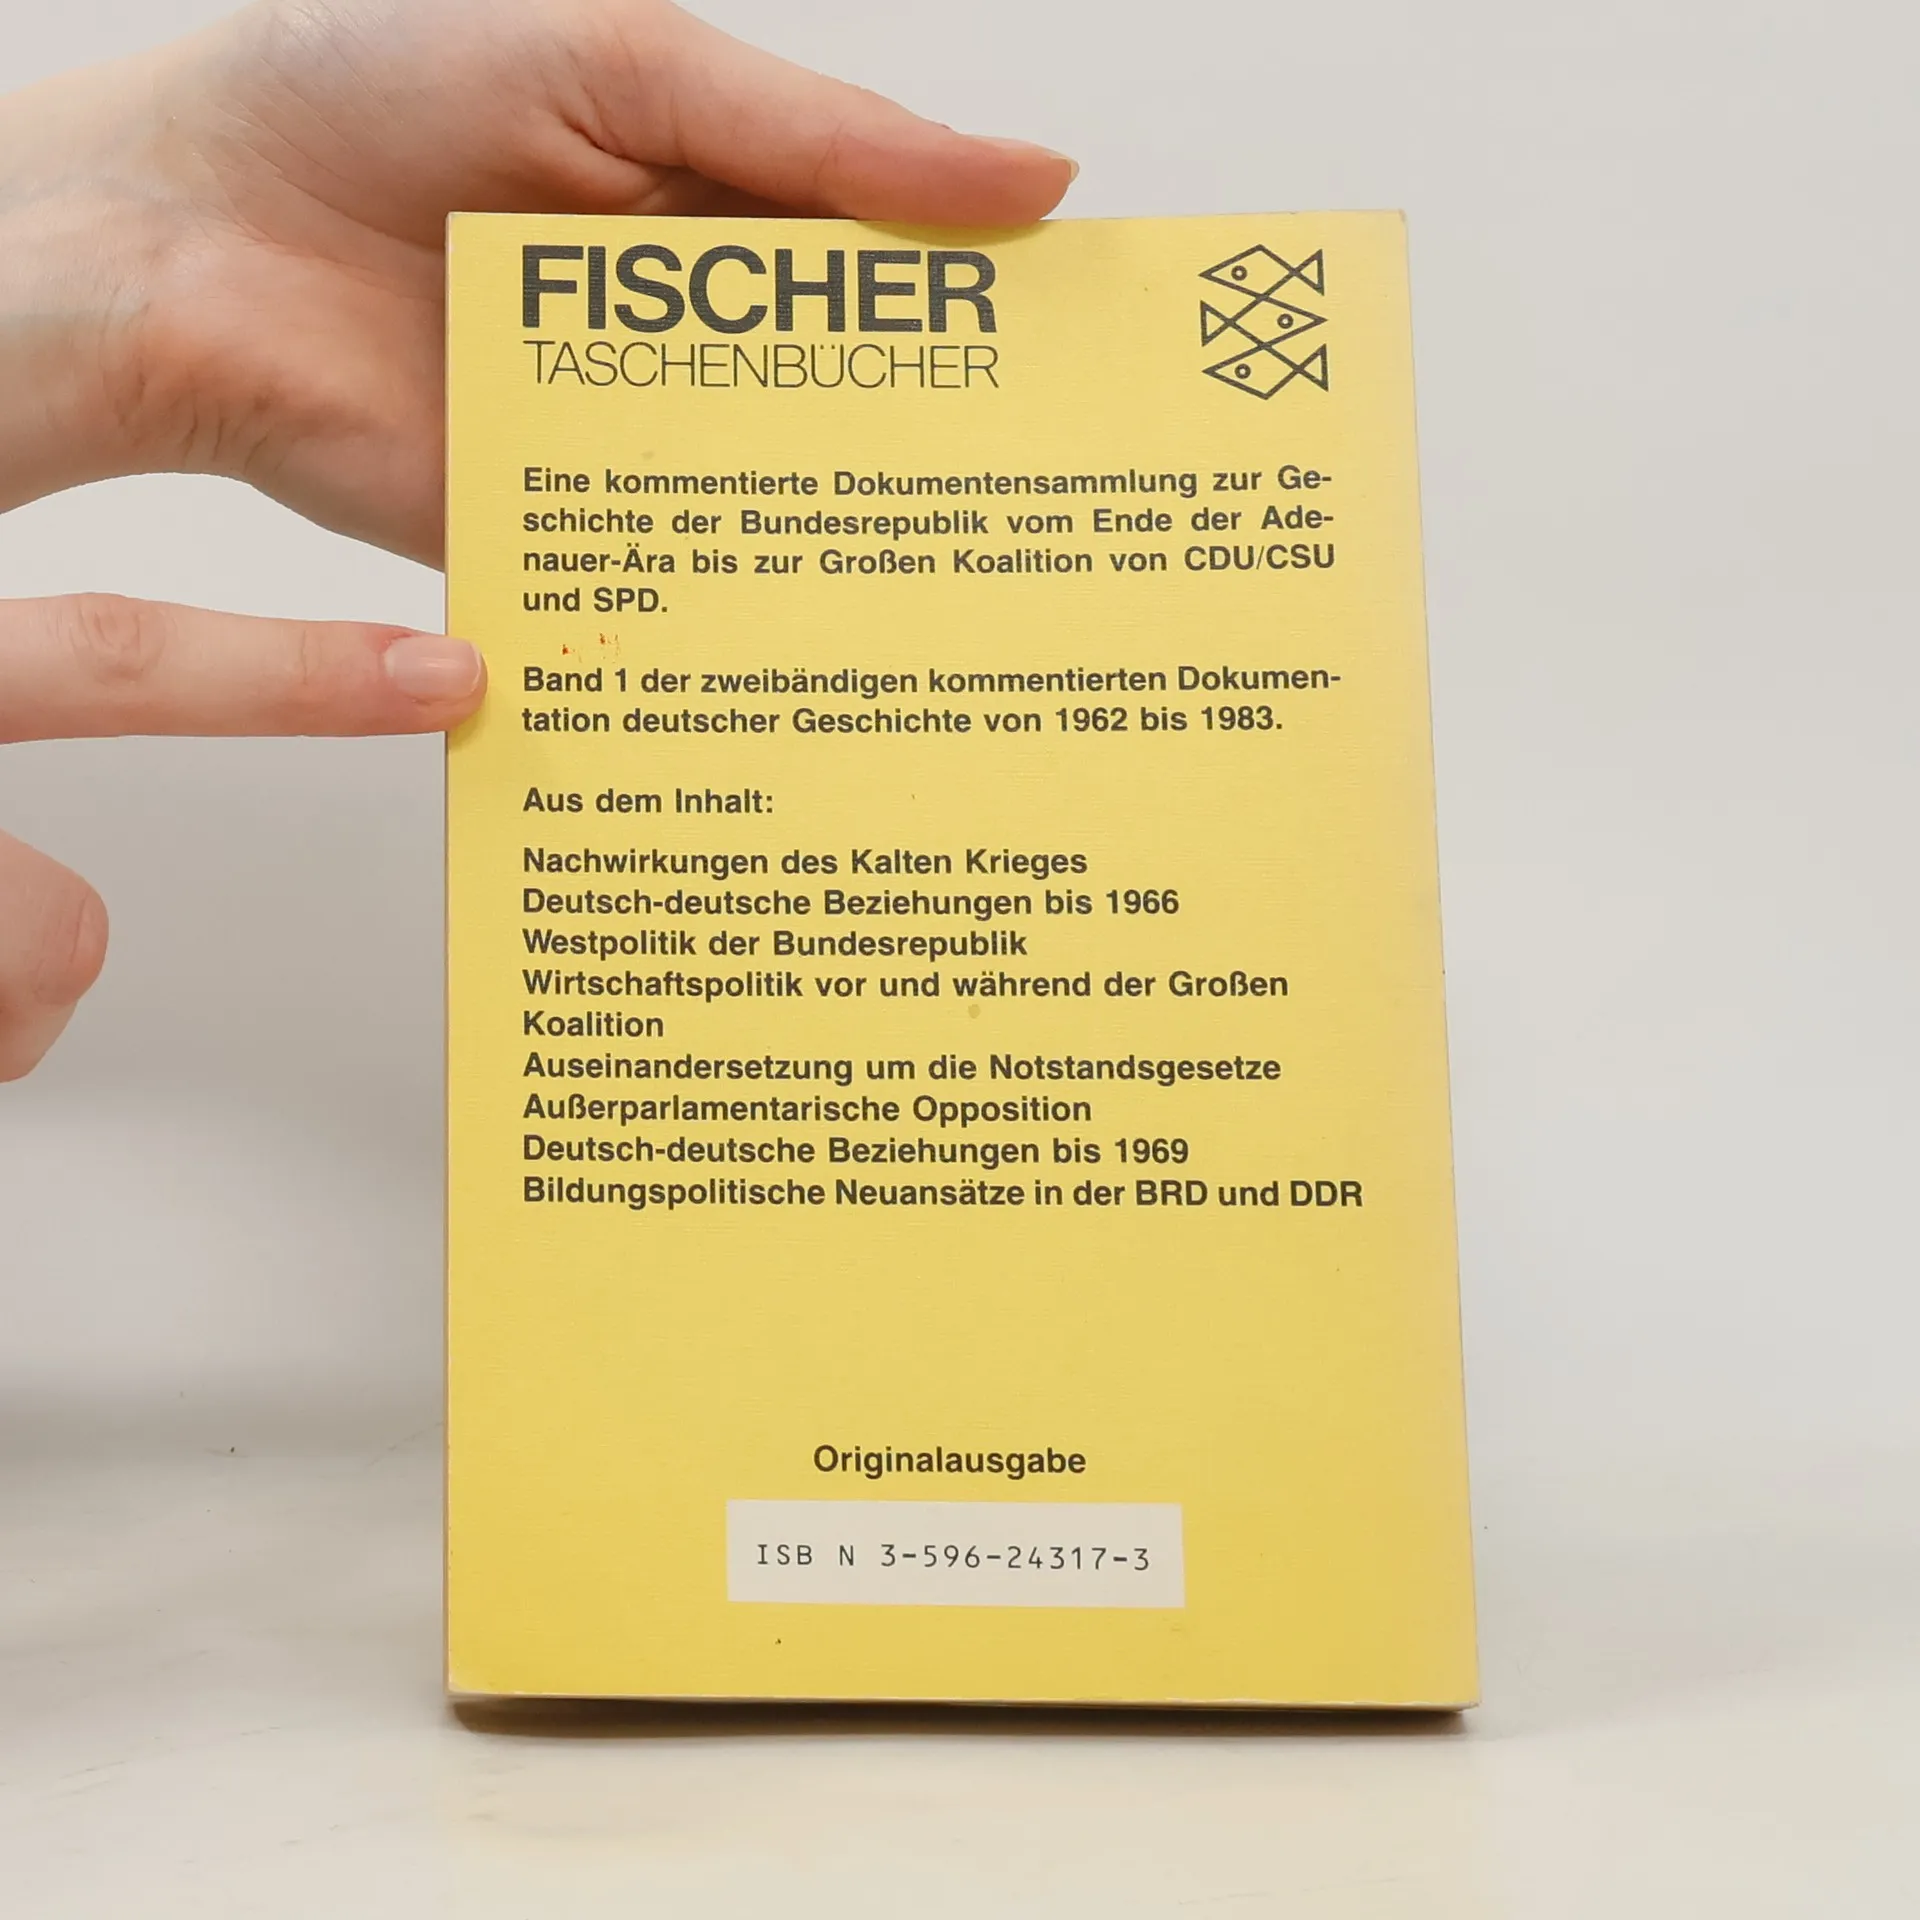 FISCHER
TASCHENBÜCHER
Eine kommentierte Dokumentensammlung zur Ge-
schichte der Bundesrepublik vom Ende der Ade-
nauer-Ära bis zur Großen Koalition von CDU/CSU
und SPD.
Band 1 der zweibändigen kommentierten Dokumen-
tation deutscher Geschichte von 1962 bis 1983.
Aus dem Inhalt:
Nachwirkungen des Kalten Krieges
Deutsch-deutsche Beziehungen bis 1966
Westpolitik der Bundesrepublik
Wirtschaftspolitik vor und während der Großen
Koalition
Auseinandersetzung um die Notstandsgesetze
Außerparlamentarische Opposition
Deutsch-deutsche Beziehungen bis 1969
Bildungspolitische Neuansätze in der BRD und DDR
Originalausgabe
ISB N 3-596-24317-3